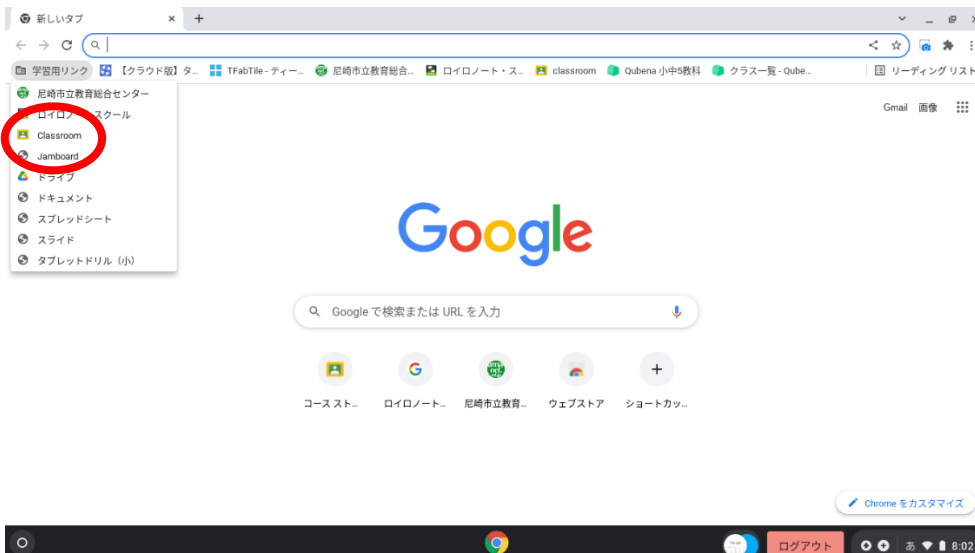 新しいタブ
学習用リンク 【クラウド版】タ... TFabTile - ティー... 尼崎市立教育総合... ロイロノート・ス... classroom Qubena 小中5教科 クラス一覧 - Qube... リーディング リスト
尼崎市立教育総合センター
ロイロノート・スクール
Classroom
Jamboard
ドライブ
ドキュメント
スプレッドシート
スライド
タブレットドリル（小）
Gmail 画像
Google
Google で検索または URL を入力
コース スト... ロイロノート... 尼崎市立教育... ウェブストア ショートカッ...
Chrome をカスタマイズ
ログアウト あ 8:02